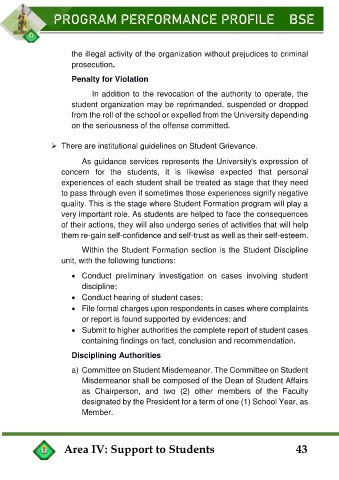 PROGRAM PERFORMANCE PROFILE BSE
the illegal activity of the organization without prejudices to criminal
prosecution.
Penalty for Violation
In addition to the revocation of the authority to operate, the
student organization may be reprimanded, suspended or dropped
from the roll of the school or expelled from the University depending
on the seriousness of the offense committed.
➢ There are institutional guidelines on Student Grievance.
As guidance services represents the University's expression of
concern for the students, it is likewise expected that personal
experiences of each student shall be treated as stage that they need
to pass through even if sometimes those experiences signify negative
quality. This is the stage where Student Formation program will play a
very important role. As students are helped to face the consequences
of their actions, they will also undergo series of activities that will help
them re-gain self-confidence and self-trust as well as their self-esteem.
Within the Student Formation section is the Student Discipline
unit, with the following functions:
• Conduct preliminary investigation on cases involving student
discipline;
• Conduct hearing of student cases;
• File formal charges upon respondents in cases where complaints
or report is found supported by evidences; and
• Submit to higher authorities the complete report of student cases
containing findings on fact, conclusion and recommendation.
Disciplining Authorities
a) Committee on Student Misdemeanor. The Committee on Student
Misdemeanor shall be composed of the Dean of Student Affairs
as Chairperson, and two (2) other members of the Faculty
designated by the President for a term of one (1) School Year, as
Member.
Area IV: Support to Students 43